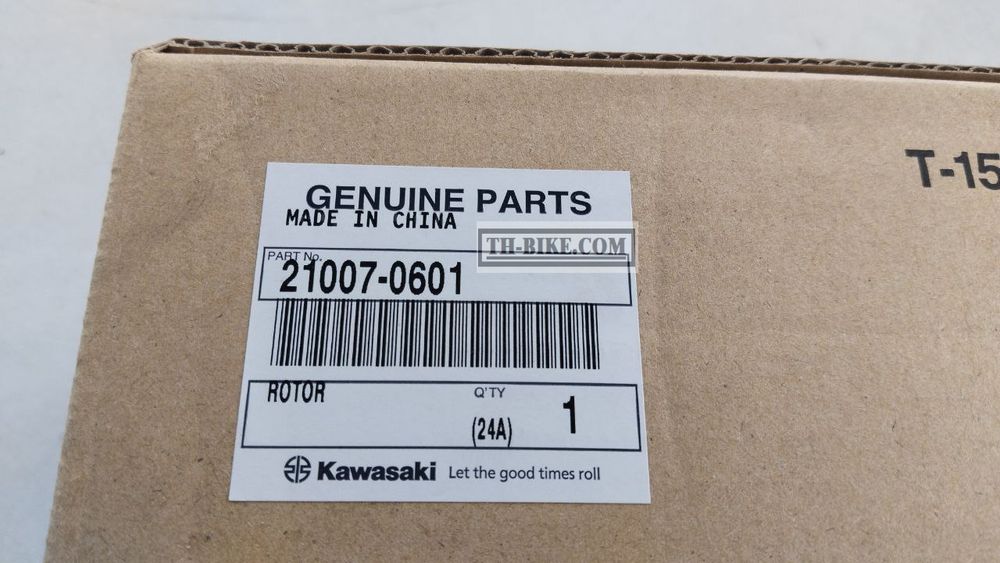 T-15
GENUINE PARTS
MADE IN CHINA
TH-BIKE.COM
PART No.
21007-0601
ROTOR
Q'TY
(24A)
1
Kawasaki Let the good times roll